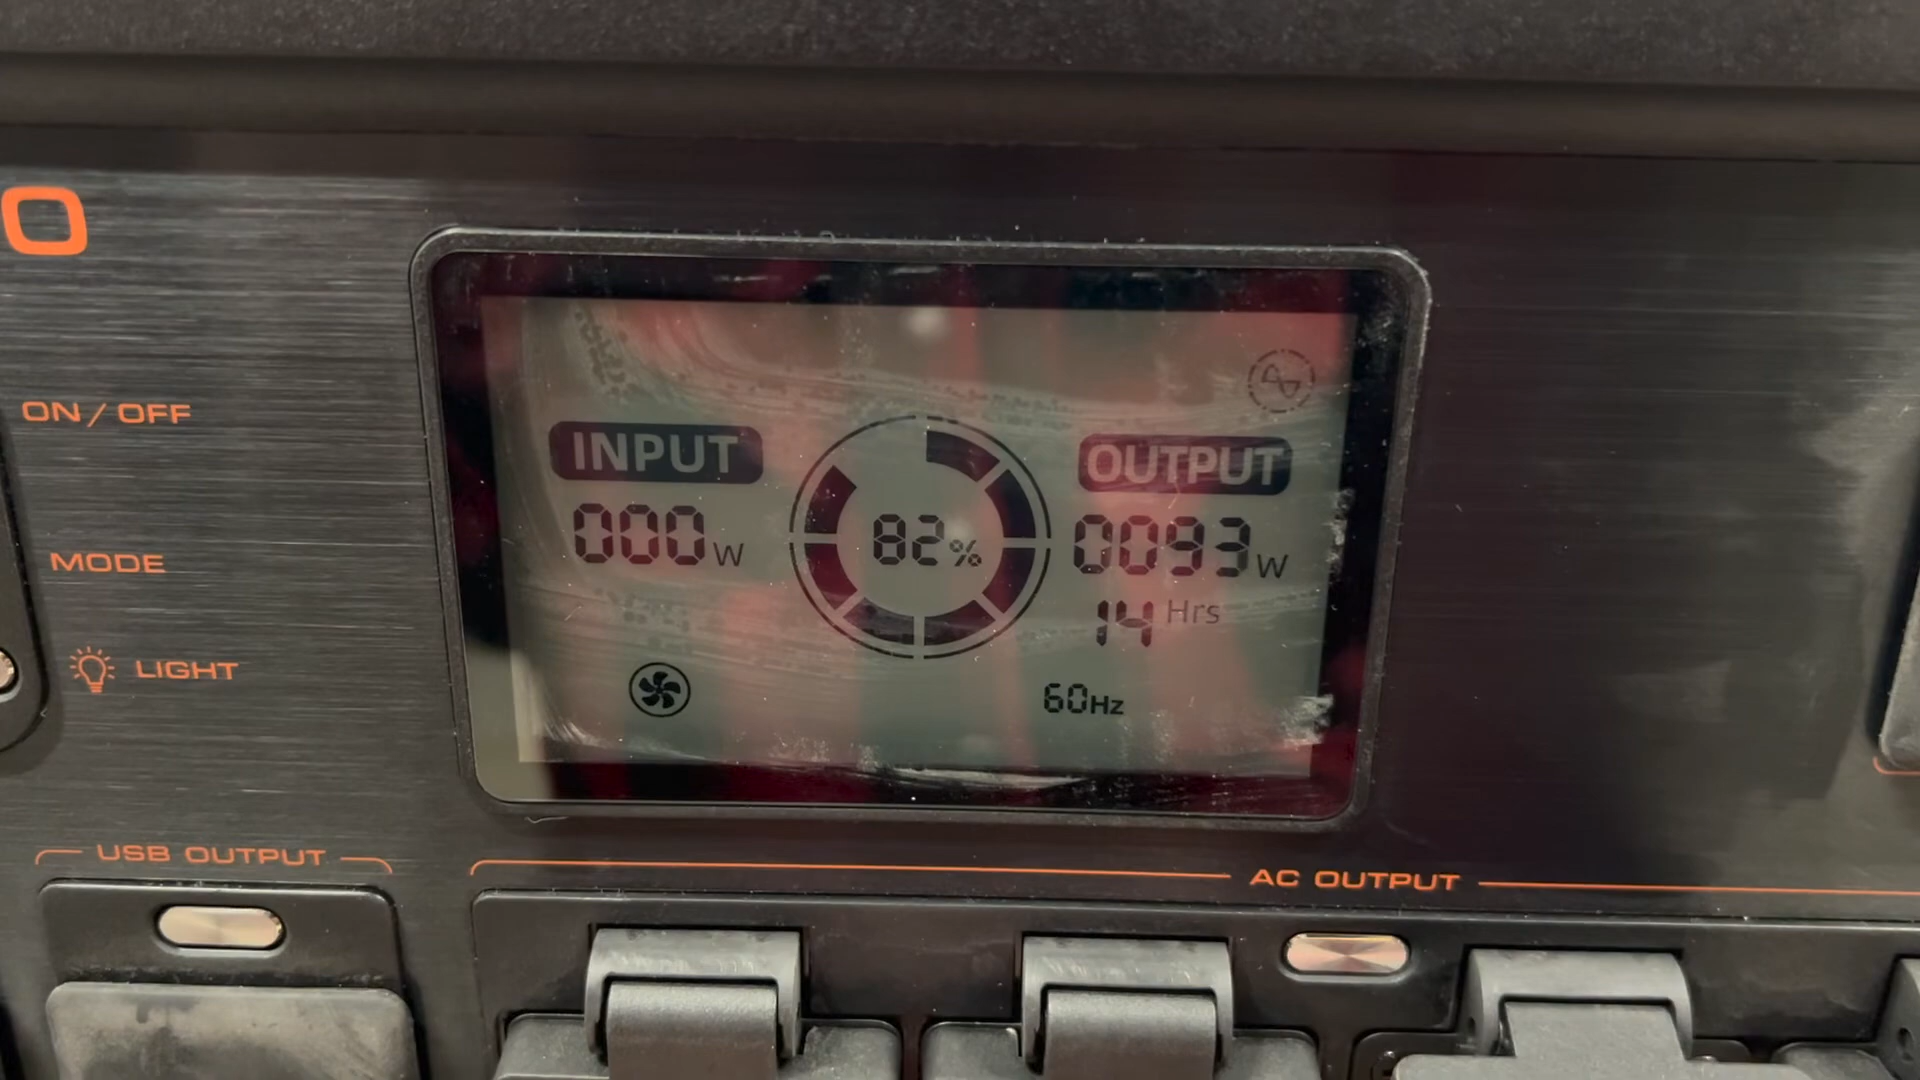 O
ON / OFF
MODE
LIGHT
INPUT
000W
82%
OUTPUT
0093W
14 Hrs
60Hz
USB OUTPUT
AC OUTPUT